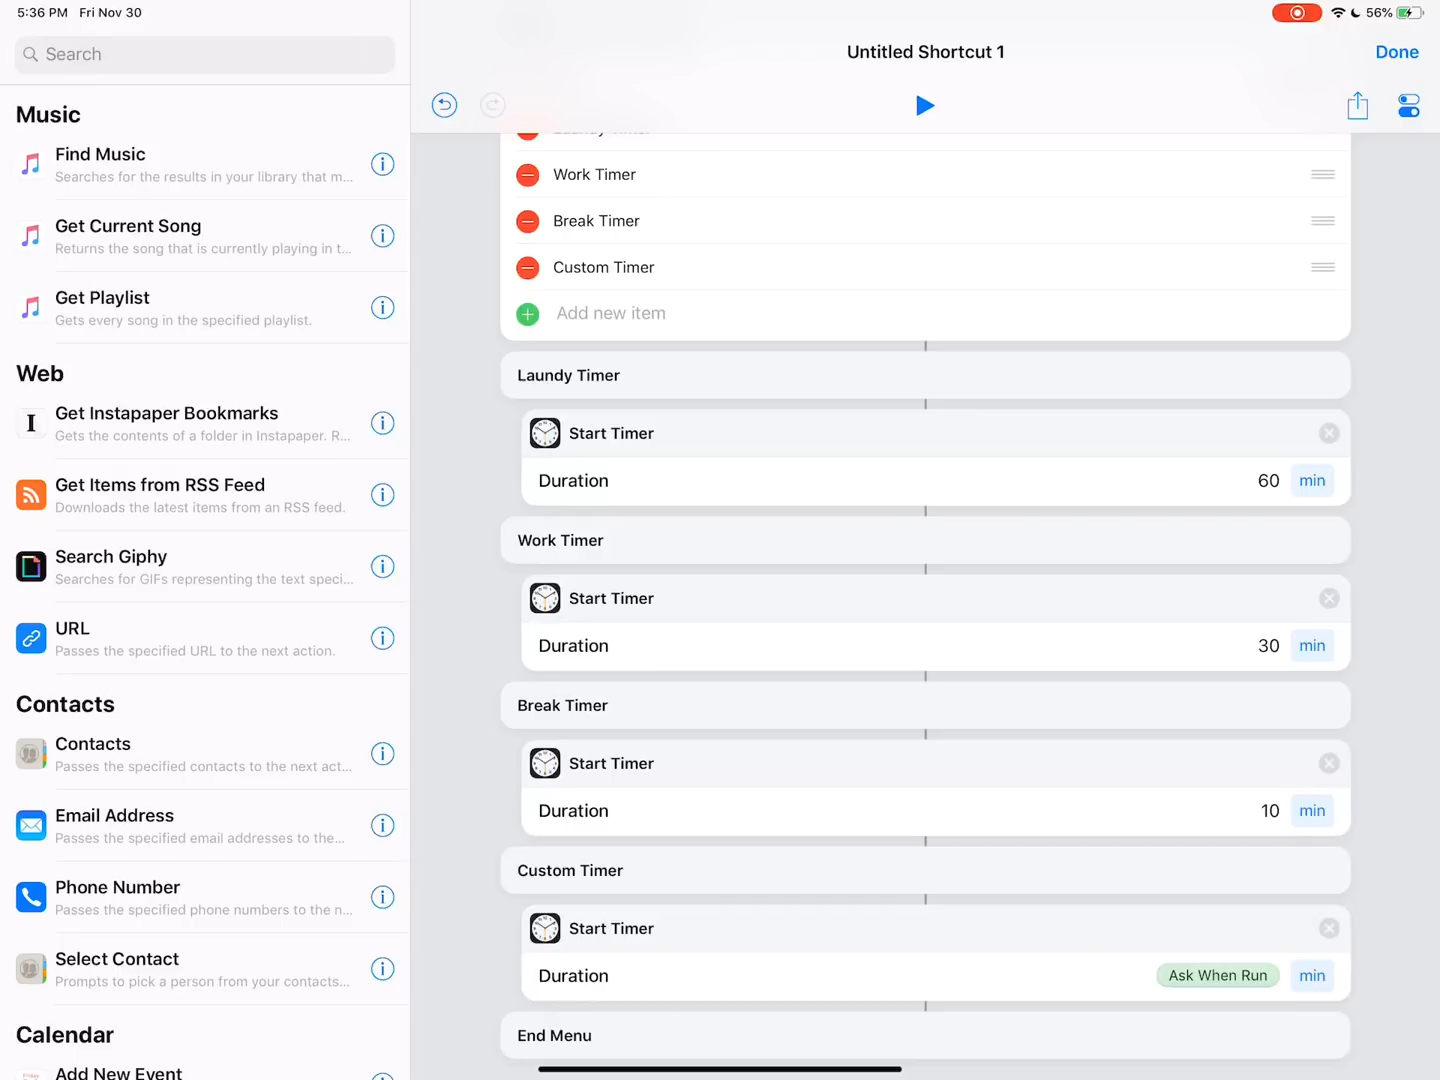 5:36 PM Fri Nov 30
56%
Search
Untitled Shortcut 1
Done
Music
Find Music
Searches for the results in your library that m...
Get Current Song
Returns the song that is currently playing in t...
Get Playlist
Gets every song in the specified playlist.
Web
Get Instapaper Bookmarks
Gets the contents of a folder in Instapaper. R...
Get Items from RSS Feed
Downloads the latest items from an RSS feed.
Search Giphy
Searches for GIFs representing the text speci...
URL
Passes the specified URL to the next action.
Contacts
Contacts
Passes the specified contacts to the next act...
Email Address
Passes the specified email addresses to the...
Phone Number
Passes the specified phone numbers to the n...
Select Contact
Prompts to pick a person from your contacts...
Calendar
Add New Event
Work Timer
Break Timer
Custom Timer
Add new item
Laundy Timer
Start Timer
Duration 60 min
Work Timer
Start Timer
Duration 30 min
Break Timer
Start Timer
Duration 10 min
Custom Timer
Start Timer
Duration Ask When Run min
End Menu